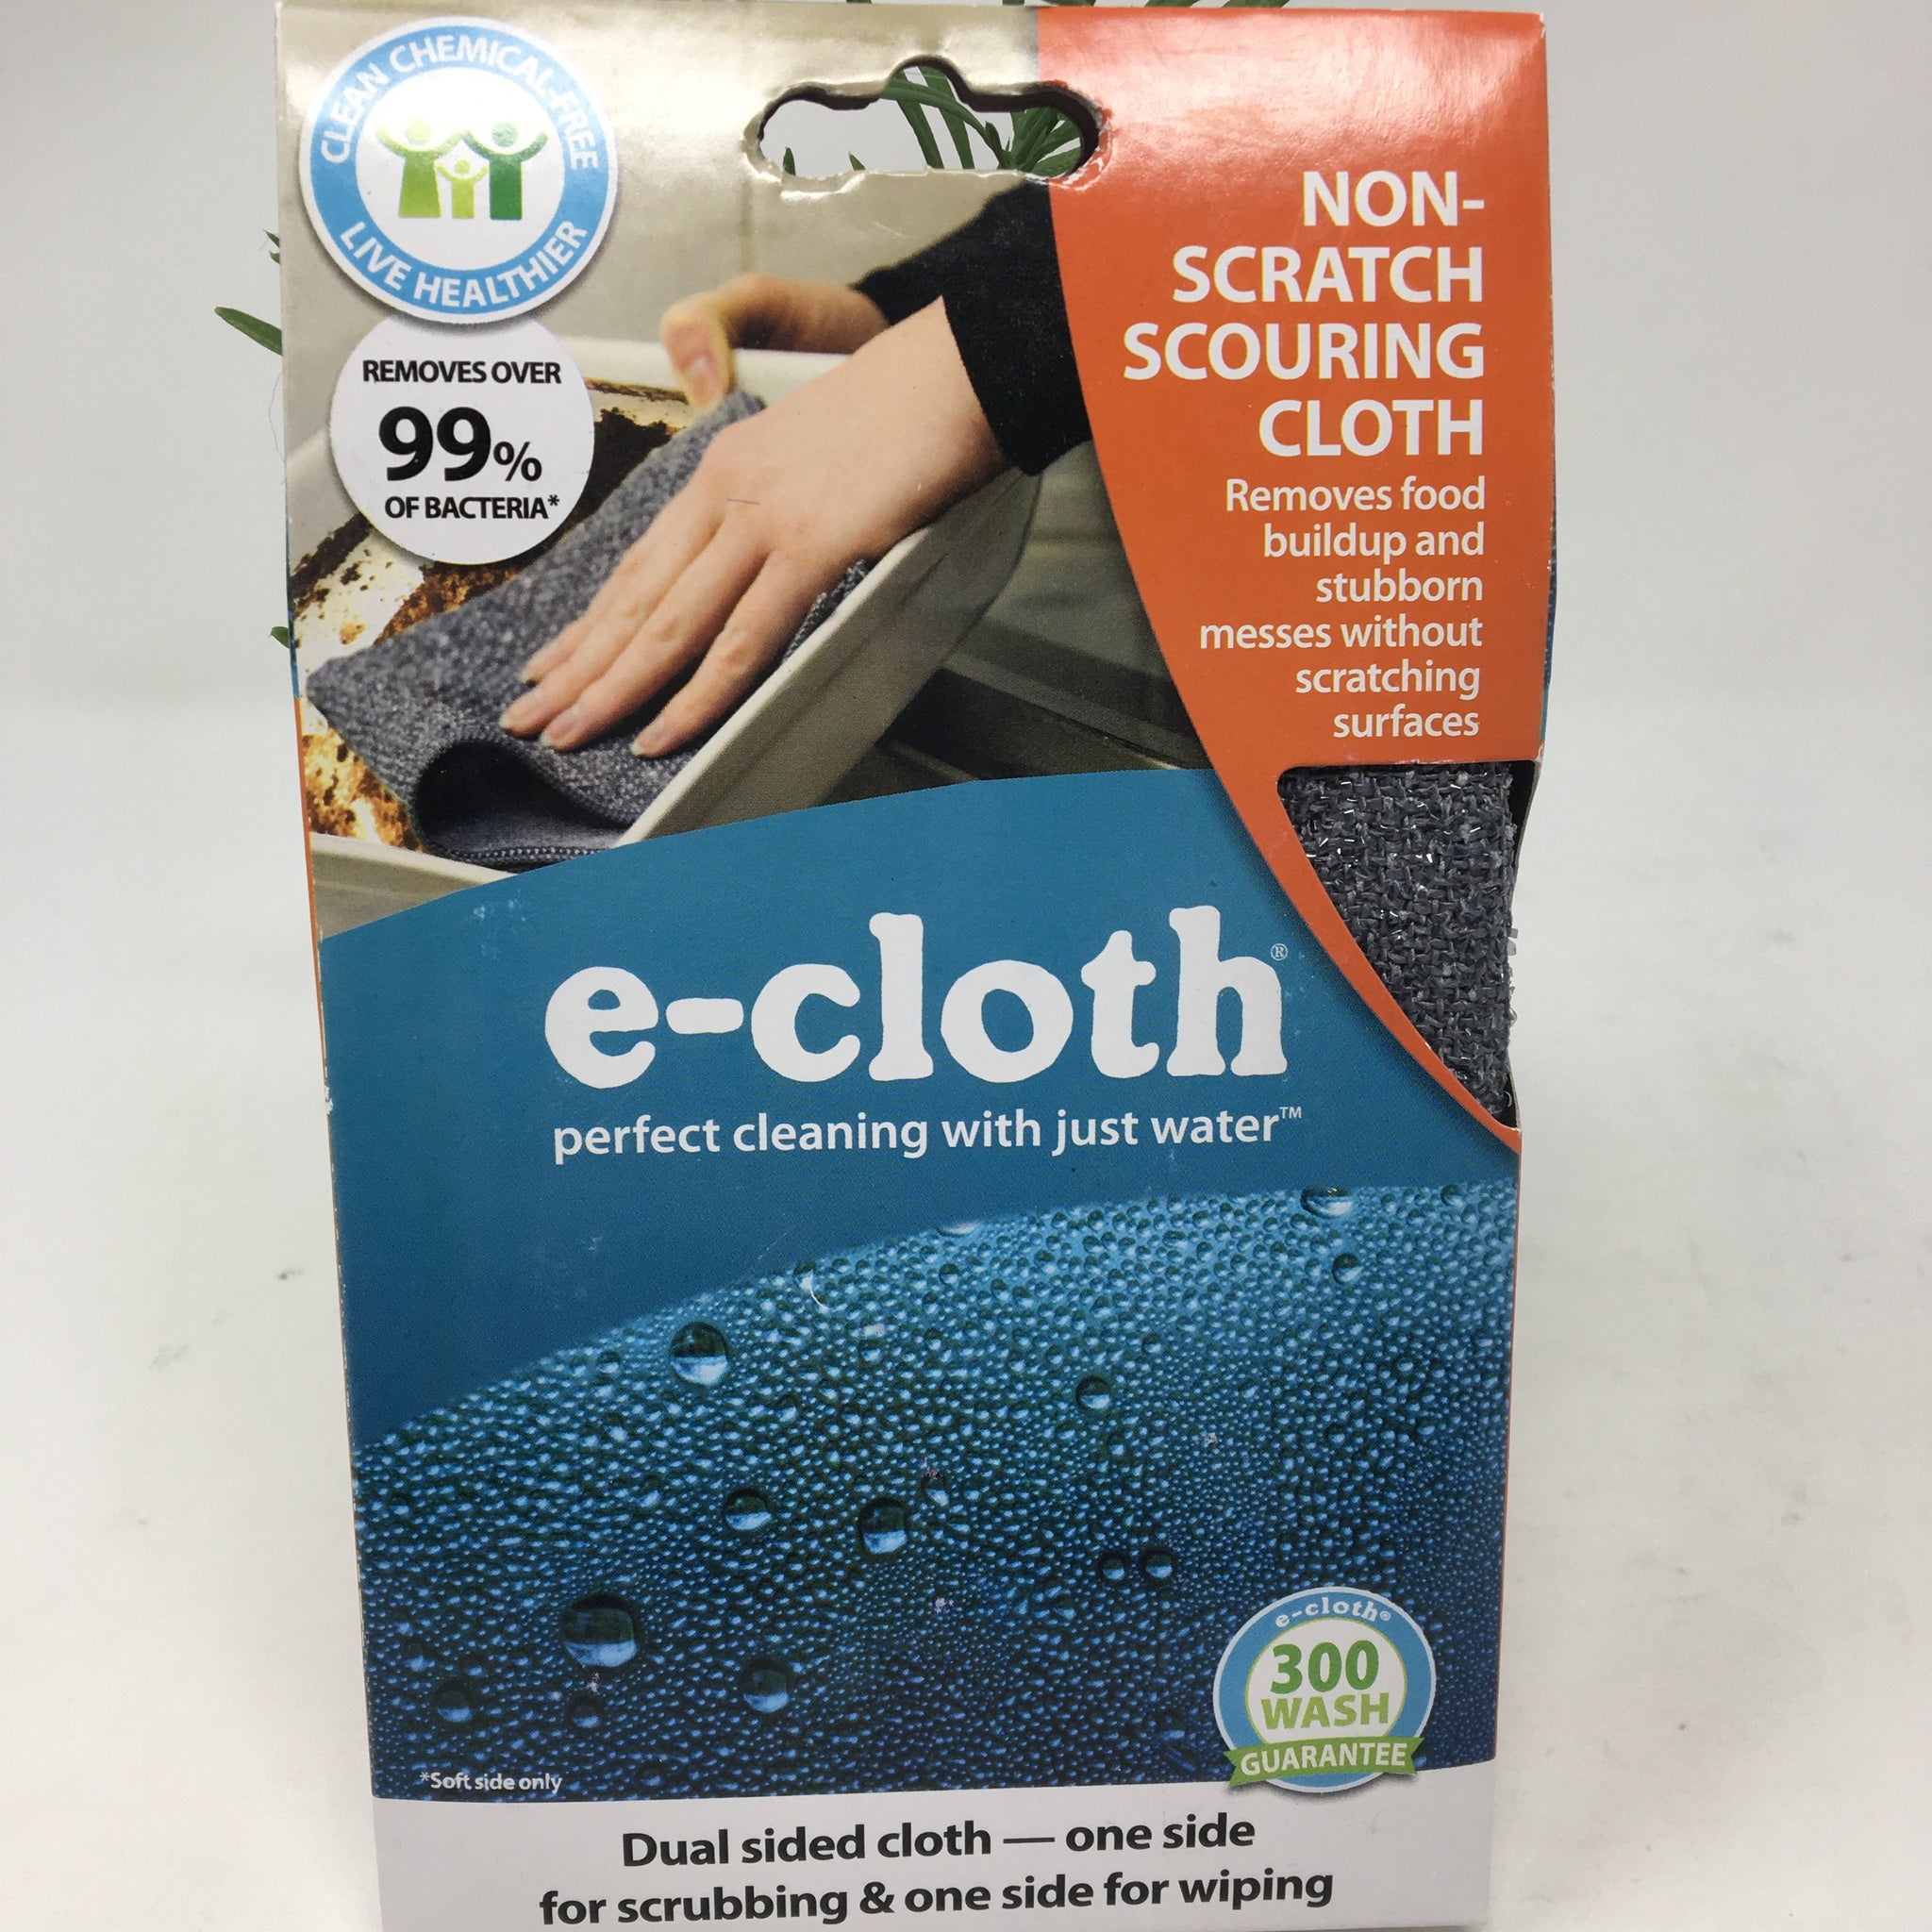 CLEAN CHEMICAL-FREE
LIVE HEALTHIER
REMOVES OVER
99%
OF BACTERIA*
NON-
SCRATCH
SCOURING
CLOTH
Removes food
buildup and
stubborn
messes without
scratching
surfaces
e-cloth®
perfect cleaning with just water™
e-cloth®
300
WASH
GUARANTEE
*Soft side only
Dual sided cloth — one side
for scrubbing & one side for wiping